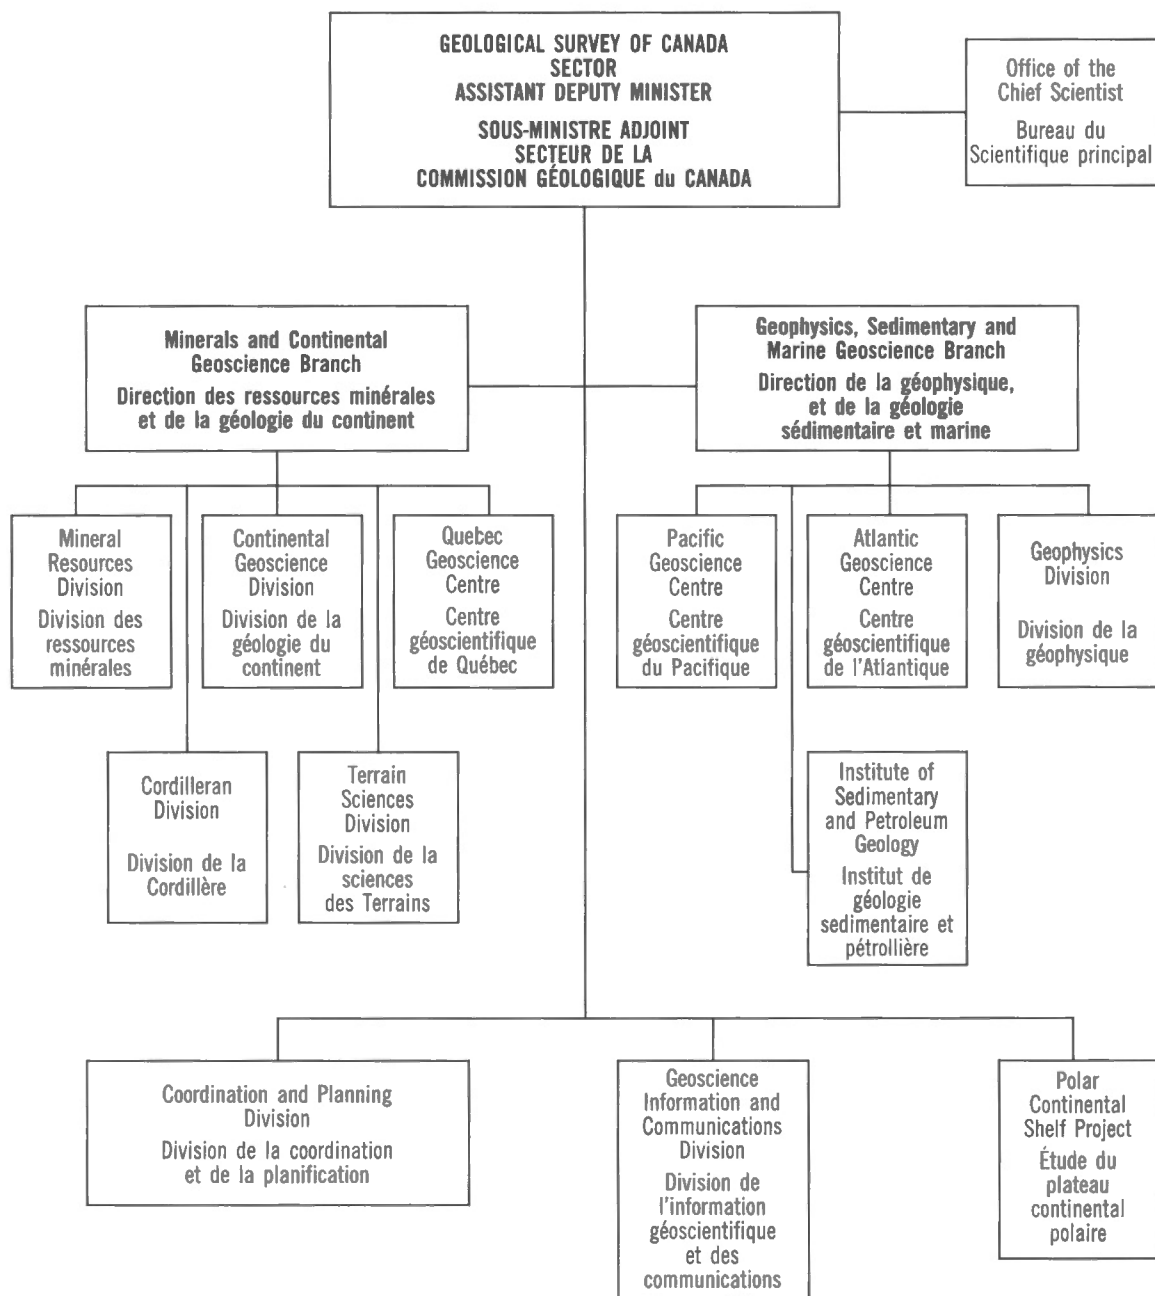 GEOLOGICAL SURVEY OF CANADA
SECTOR
ASSISTANT DEPUTY MINISTER
SOUS-MINISTRE ADJOINT
SECTEUR DE LA
COMMISSION GÉOLOGIQUE du CANADA
Office of the
Chief Scientist
Bureau du
Scientifique principal
Minerals and Continental
Geoscience Branch
Direction des ressources minérales
et de la géologie du continent
Geophysics, Sedimentary and
Marine Geoscience Branch
Direction de la géophysique,
et de la géologie
sédimentaire et marine
Mineral
Resources
Division
Division des
ressources
minérales
Continental
Geoscience
Division
Division de la
géologie du
continent
Quebec
Geoscience
Centre
Centre
géoscientifique
de Québec
Pacific
Geoscience
Centre
Centre
géoscientifique
du Pacifique
Atlantic
Geoscience
Centre
Centre
géoscientifique
de l'Atlantique
Geophysics
Division
Division de la
géophysique
Cordilleran
Division
Division de la
Cordillère
Terrain
Sciences
Division
Division de la
sciences
des Terrains
Institute of
Sedimentary
and Petroleum
Geology
Institut de
géologie
sedimentaire et
pétrollière
Coordination and Planning
Division
Division de la coordination
et de la planification
Geoscience
Information and
Communications
Division
Division de
l'information
géoscientifique
et des
communications
Polar
Continental
Shelf Project
Étude du
plateau
continental
polaire